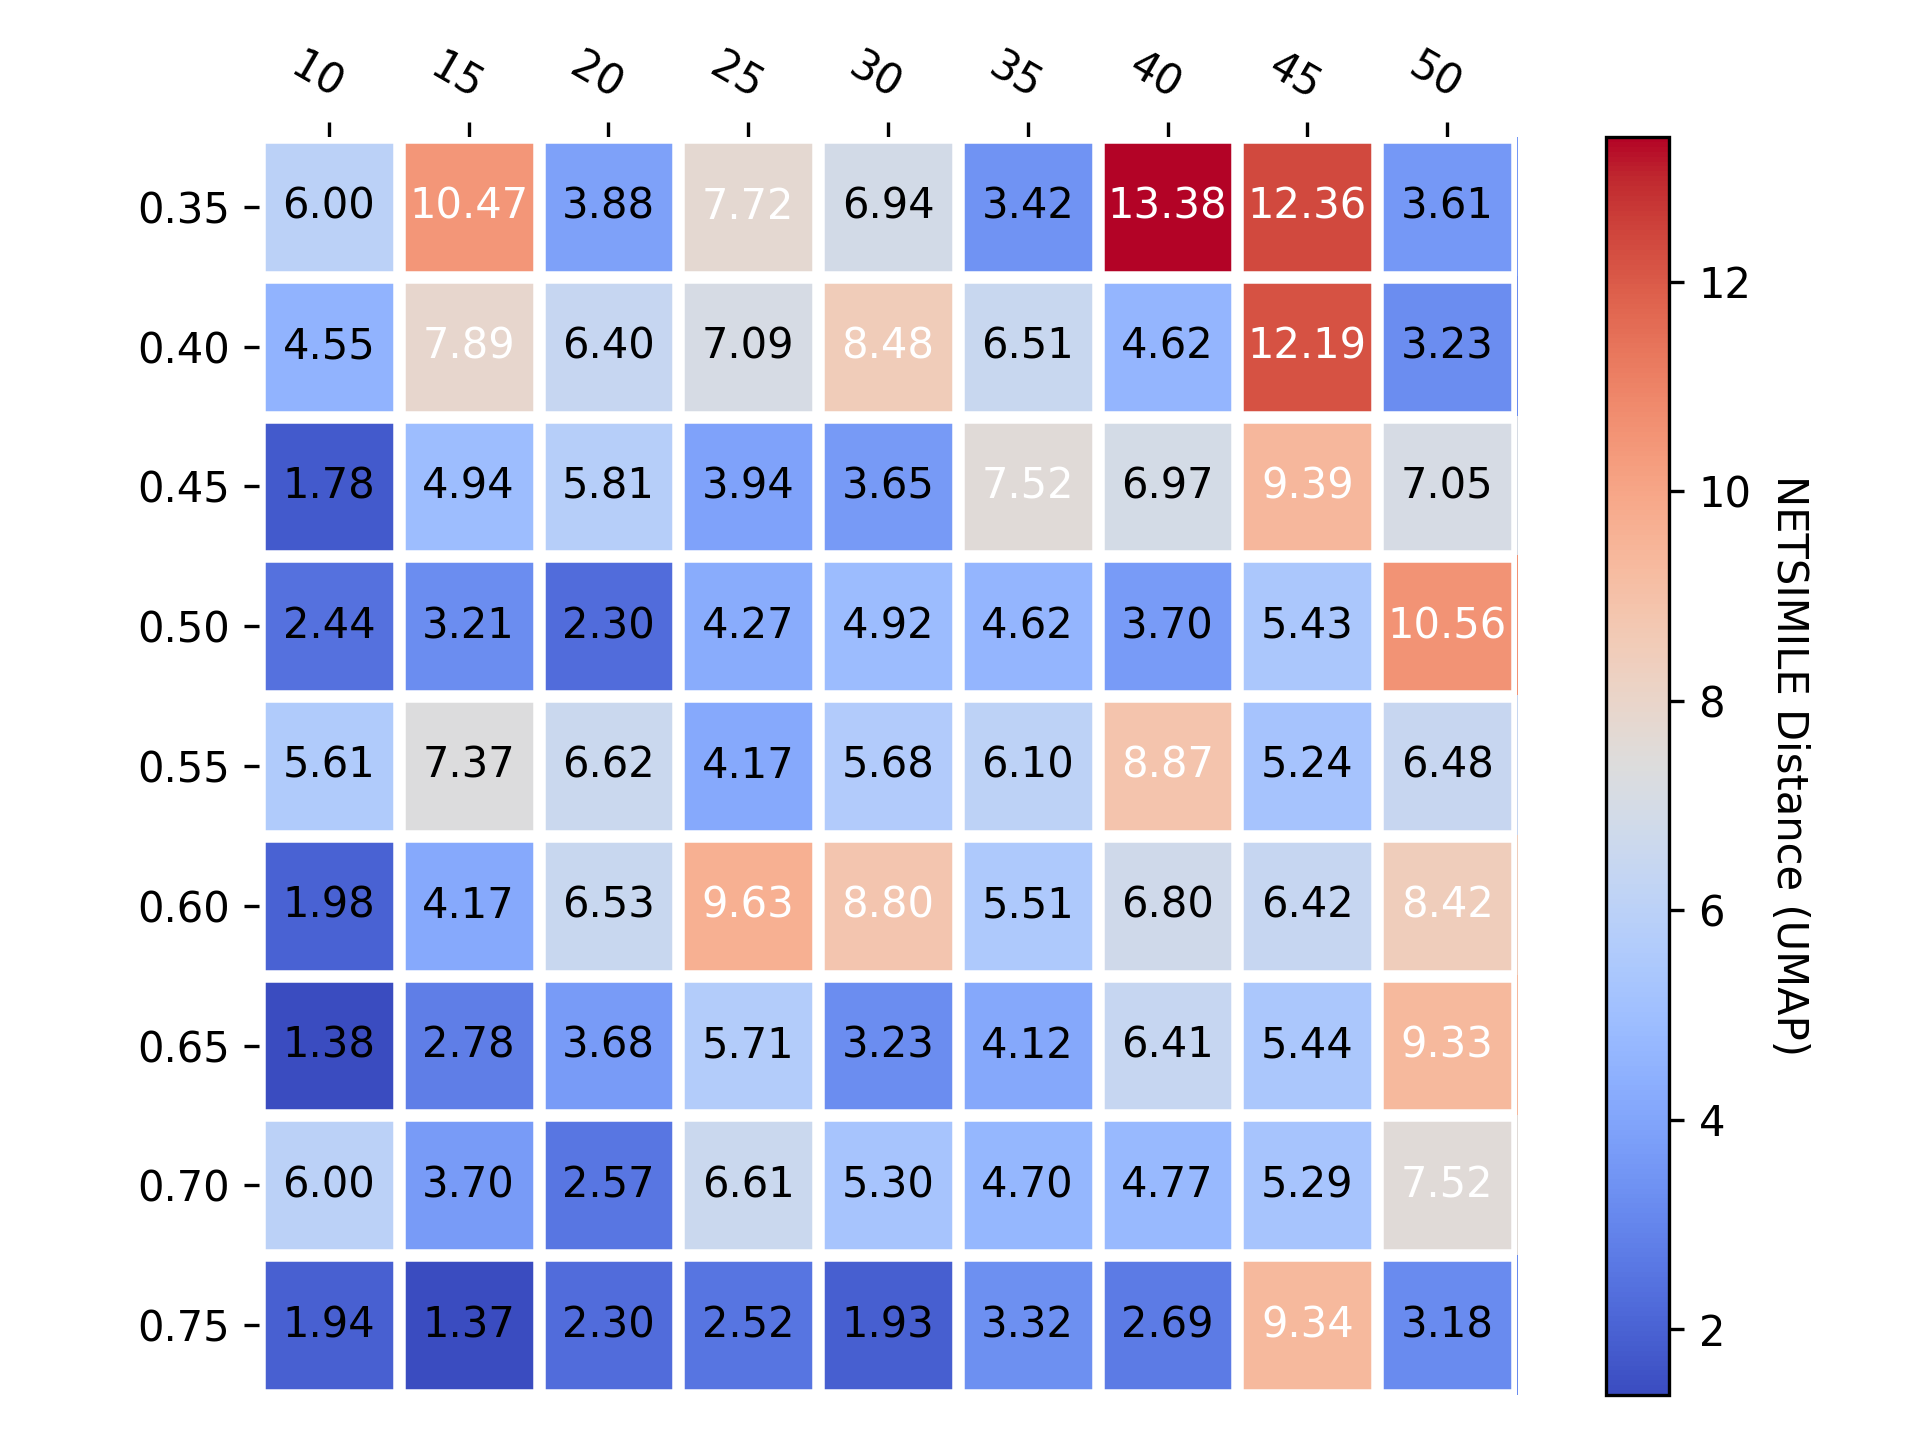 10 15 20 25 30 35 40 45 50
0.35 6.00 10.47 3.88 7.72 6.94 3.42 13.38 12.36 3.61
0.40 4.55 7.89 6.40 7.09 8.48 6.51 4.62 12.19 3.23
0.45 1.78 4.94 5.81 3.94 3.65 7.52 6.97 9.39 7.05
0.50 2.44 3.21 2.30 4.27 4.92 4.62 3.70 5.43 10.56
0.55 5.61 7.37 6.62 4.17 5.68 6.10 8.87 5.24 6.48
0.60 1.98 4.17 6.53 9.63 8.80 5.51 6.80 6.42 8.42
0.65 1.38 2.78 3.68 5.71 3.23 4.12 6.41 5.44 9.33
0.70 6.00 3.70 2.57 6.61 5.30 4.70 4.77 5.29 7.52
0.75 1.94 1.37 2.30 2.52 1.93 3.32 2.69 9.34 3.18
12
10
8
6
4
2
NETSIMILE Distance (UMAP)